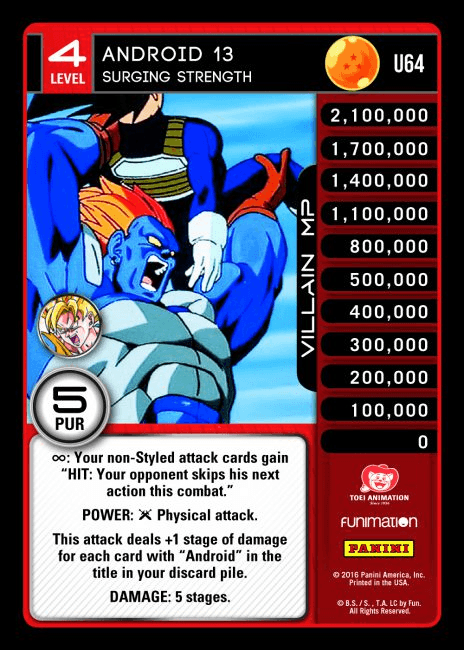 4
LEVEL
ANDROID 13
SURGING STRENGTH
U64
2,100,000
1,700,000
1,400,000
1,100,000
800,000
500,000
400,000
300,000
200,000
100,000
0
VILLAIN MP
5
PUR
∞: Your non-Styled attack cards gain
“HIT: Your opponent skips his next
action this combat.”
POWER: Physical attack.
This attack deals +1 stage of damage
for each card with “Android” in the
title in your discard pile.
DAMAGE: 5 stages.
TOEI ANIMATION
Since 1956
FUNIMATION
PANINI
© 2016 Panini America, Inc.
Printed in the USA.
© B.S. / S. , T.A. LC by Fun.
All Rights Reserved.